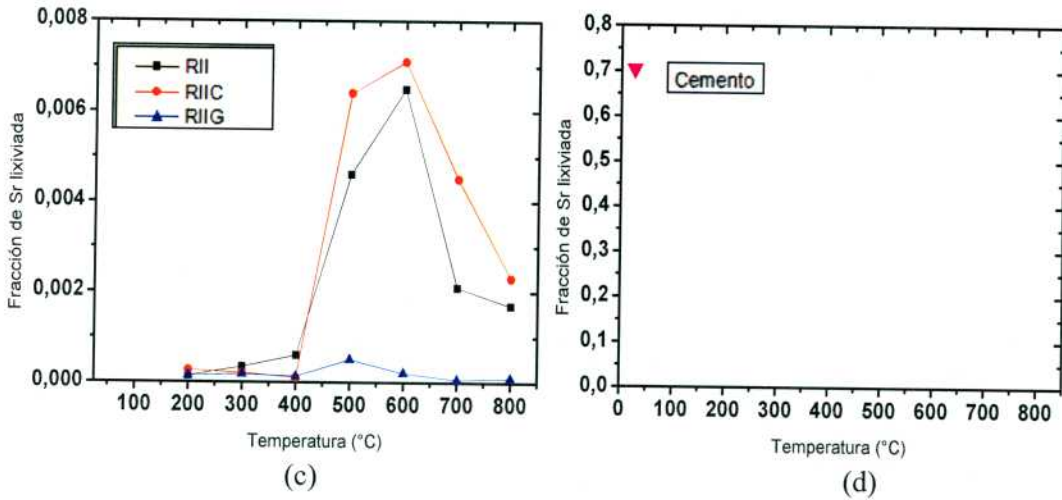 0,008
0,006
0,004
0,002
0,000
Fracción de Sr lixiviada
RII
RIIC
RIIG
100 200 300 400 500 600 700 800
Temperatura (°C)
(c)
0,8
0,7
0,6
0,5
0,4
0,3
0,2
0,1
0,0
Fracción de Sr lixiviada
Cemento
0 100 200 300 400 500 600 700 800
Temperatura (°C)
(d)